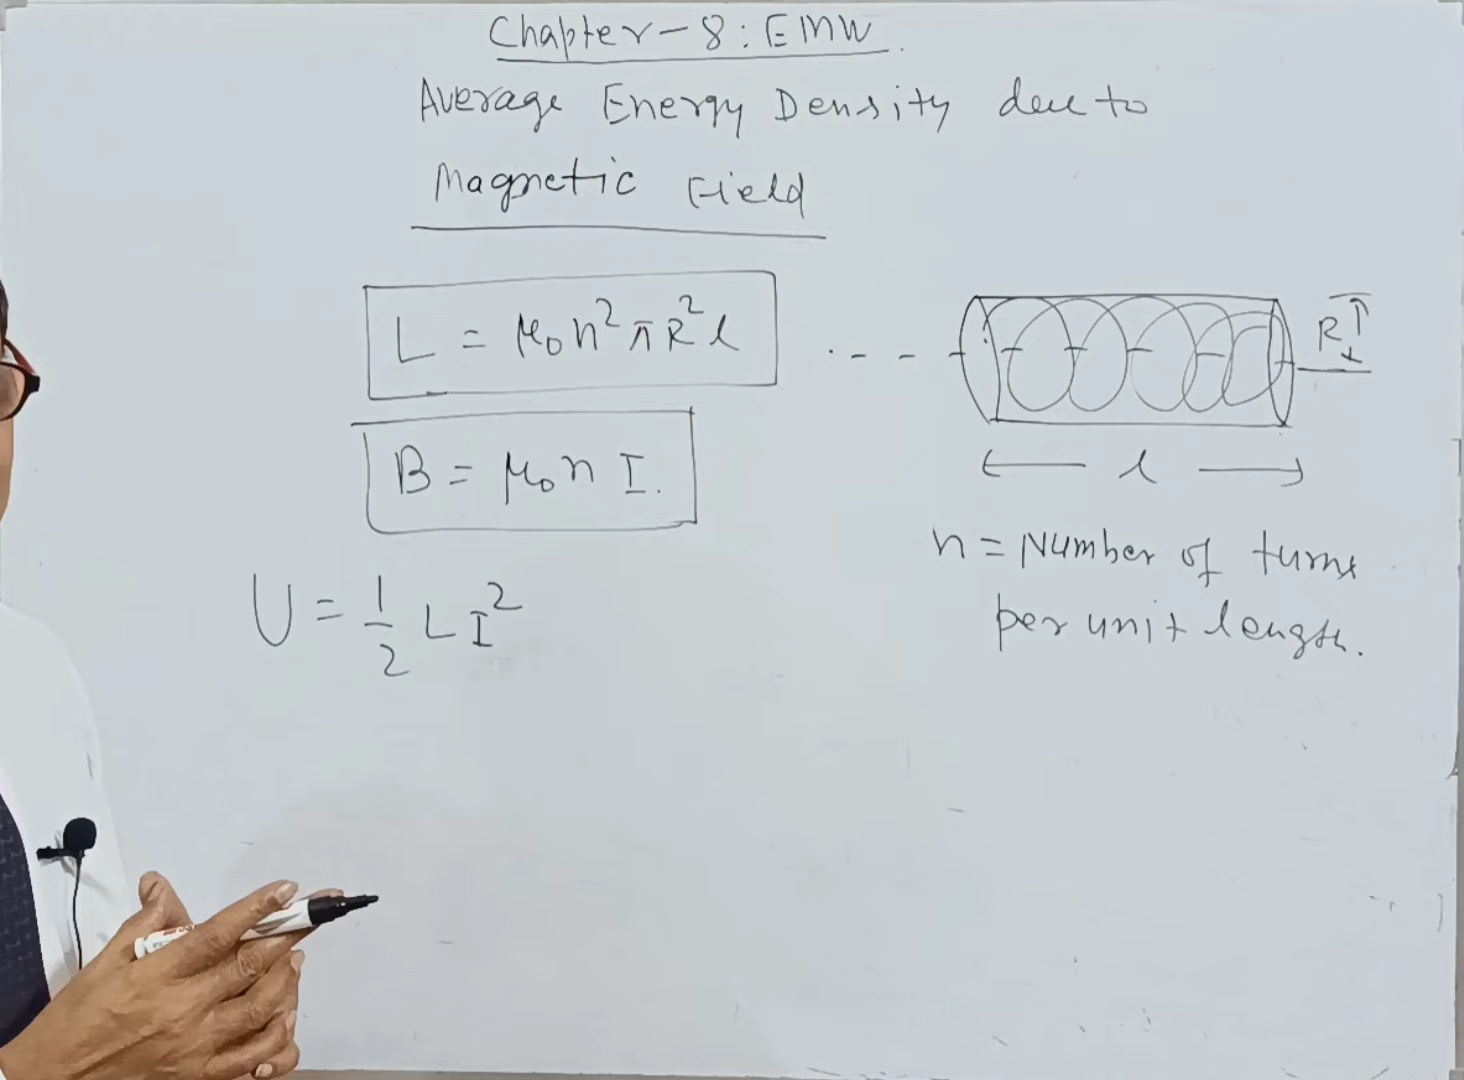 Chapter-8: EMW.
Average Energy Density due to
Magnetic Field
L = μ₀n²πR²l
R
B = μ₀n I.
l
n = Number of turns
per unit length.
U = 1/2 LI²